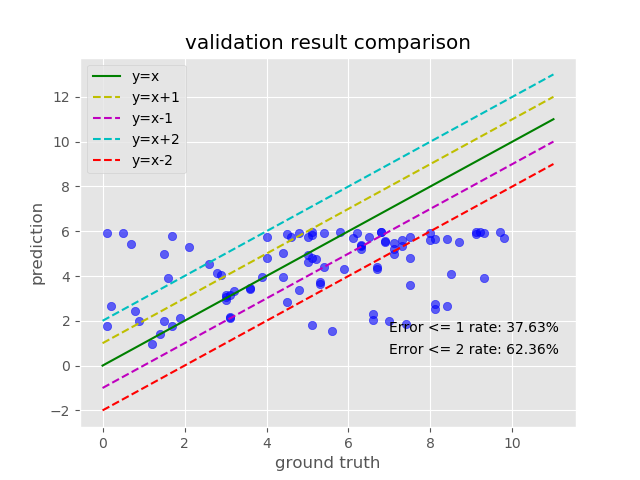 validation result comparison
y=x
y=x+1
y=x-1
y=x+2
y=x-2
12
10
8
6
4
2
0
−2
prediction
Error <= 1 rate: 37.63%
Error <= 2 rate: 62.36%
0 2 4 6 8 10
ground truth